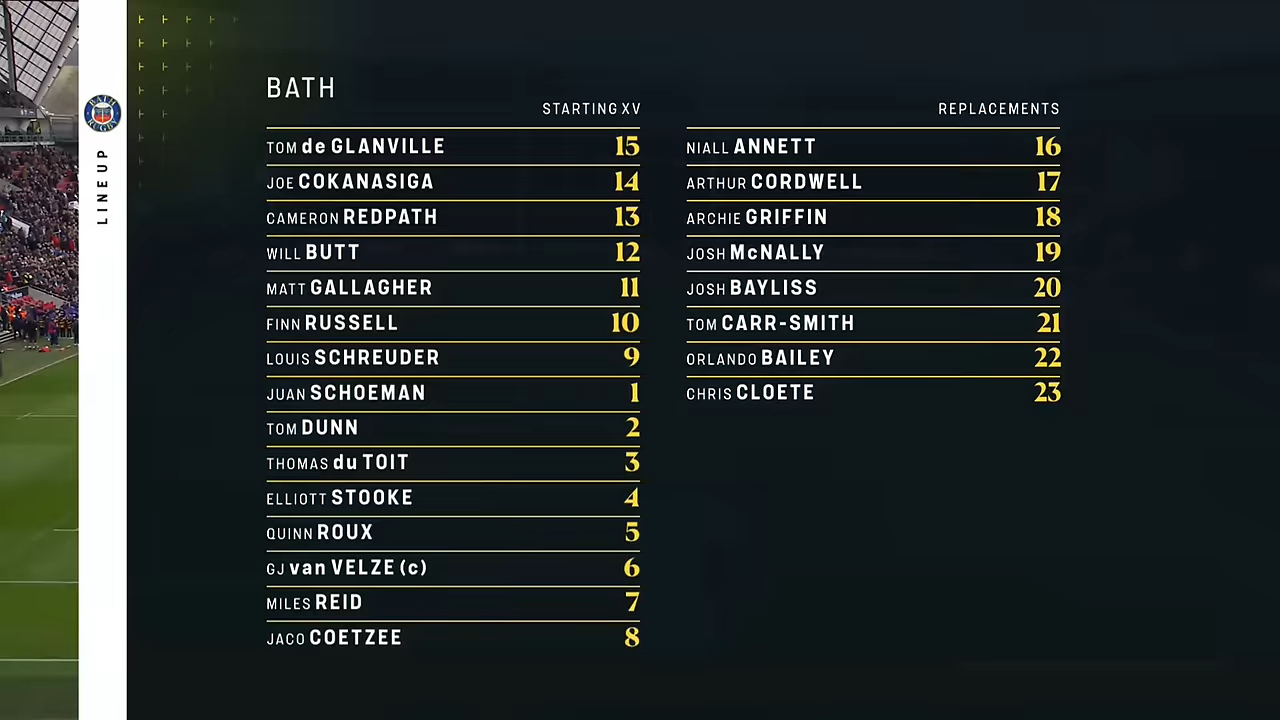 BATH
STARTING XV
TOM de GLANVILLE 15
JOE COKANASIGA 14
CAMERON REDPATH 13
WILL BUTT 12
MATT GALLAGHER 11
FINN RUSSELL 10
LOUIS SCHREUDER 9
JUAN SCHOEMAN 1
TOM DUNN 2
THOMAS du TOIT 3
ELLIOTT STOOKE 4
QUINN ROUX 5
GJ van VELZE (c) 6
MILES REID 7
JACO COETZEE 8
REPLACEMENTS
NIALL ANNETT 16
ARTHUR CORDWELL 17
ARCHIE GRIFFIN 18
JOSH McNALLY 19
JOSH BAYLISS 20
TOM CARR-SMITH 21
ORLANDO BAILEY 22
CHRIS CLOETE 23
LINEUP
BATH
RUGBY